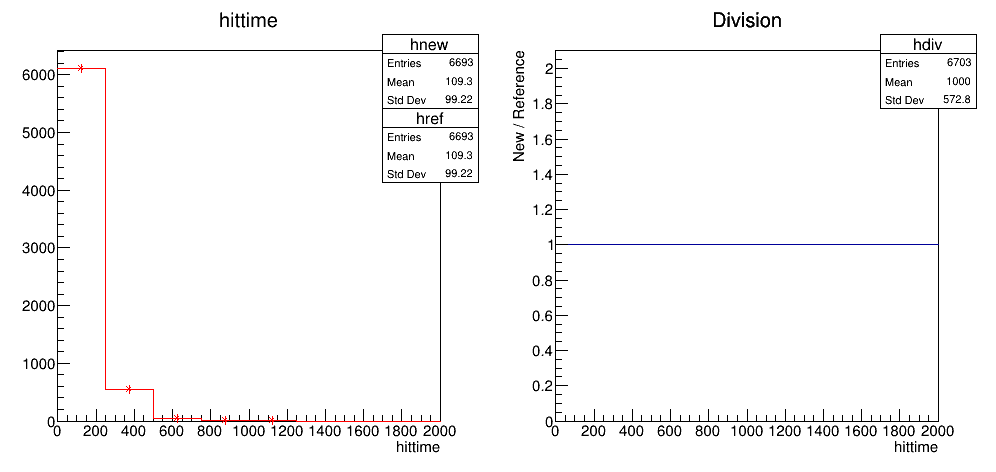 hittime
hnew
Entries 6693
Mean 109.3
Std Dev 99.22
href
Entries 6693
Mean 109.3
Std Dev 99.22
6000
5000
4000
3000
2000
1000
0
0 200 400 600 800 1000 1200 1400 1600 1800 2000
hittime
Division
hdiv
Entries 6703
Mean 1000
Std Dev 572.8
New / Reference
2
1.8
1.6
1.4
1.2
1
0.8
0.6
0.4
0.2
0
0 200 400 600 800 1000 1200 1400 1600 1800 2000
hittime